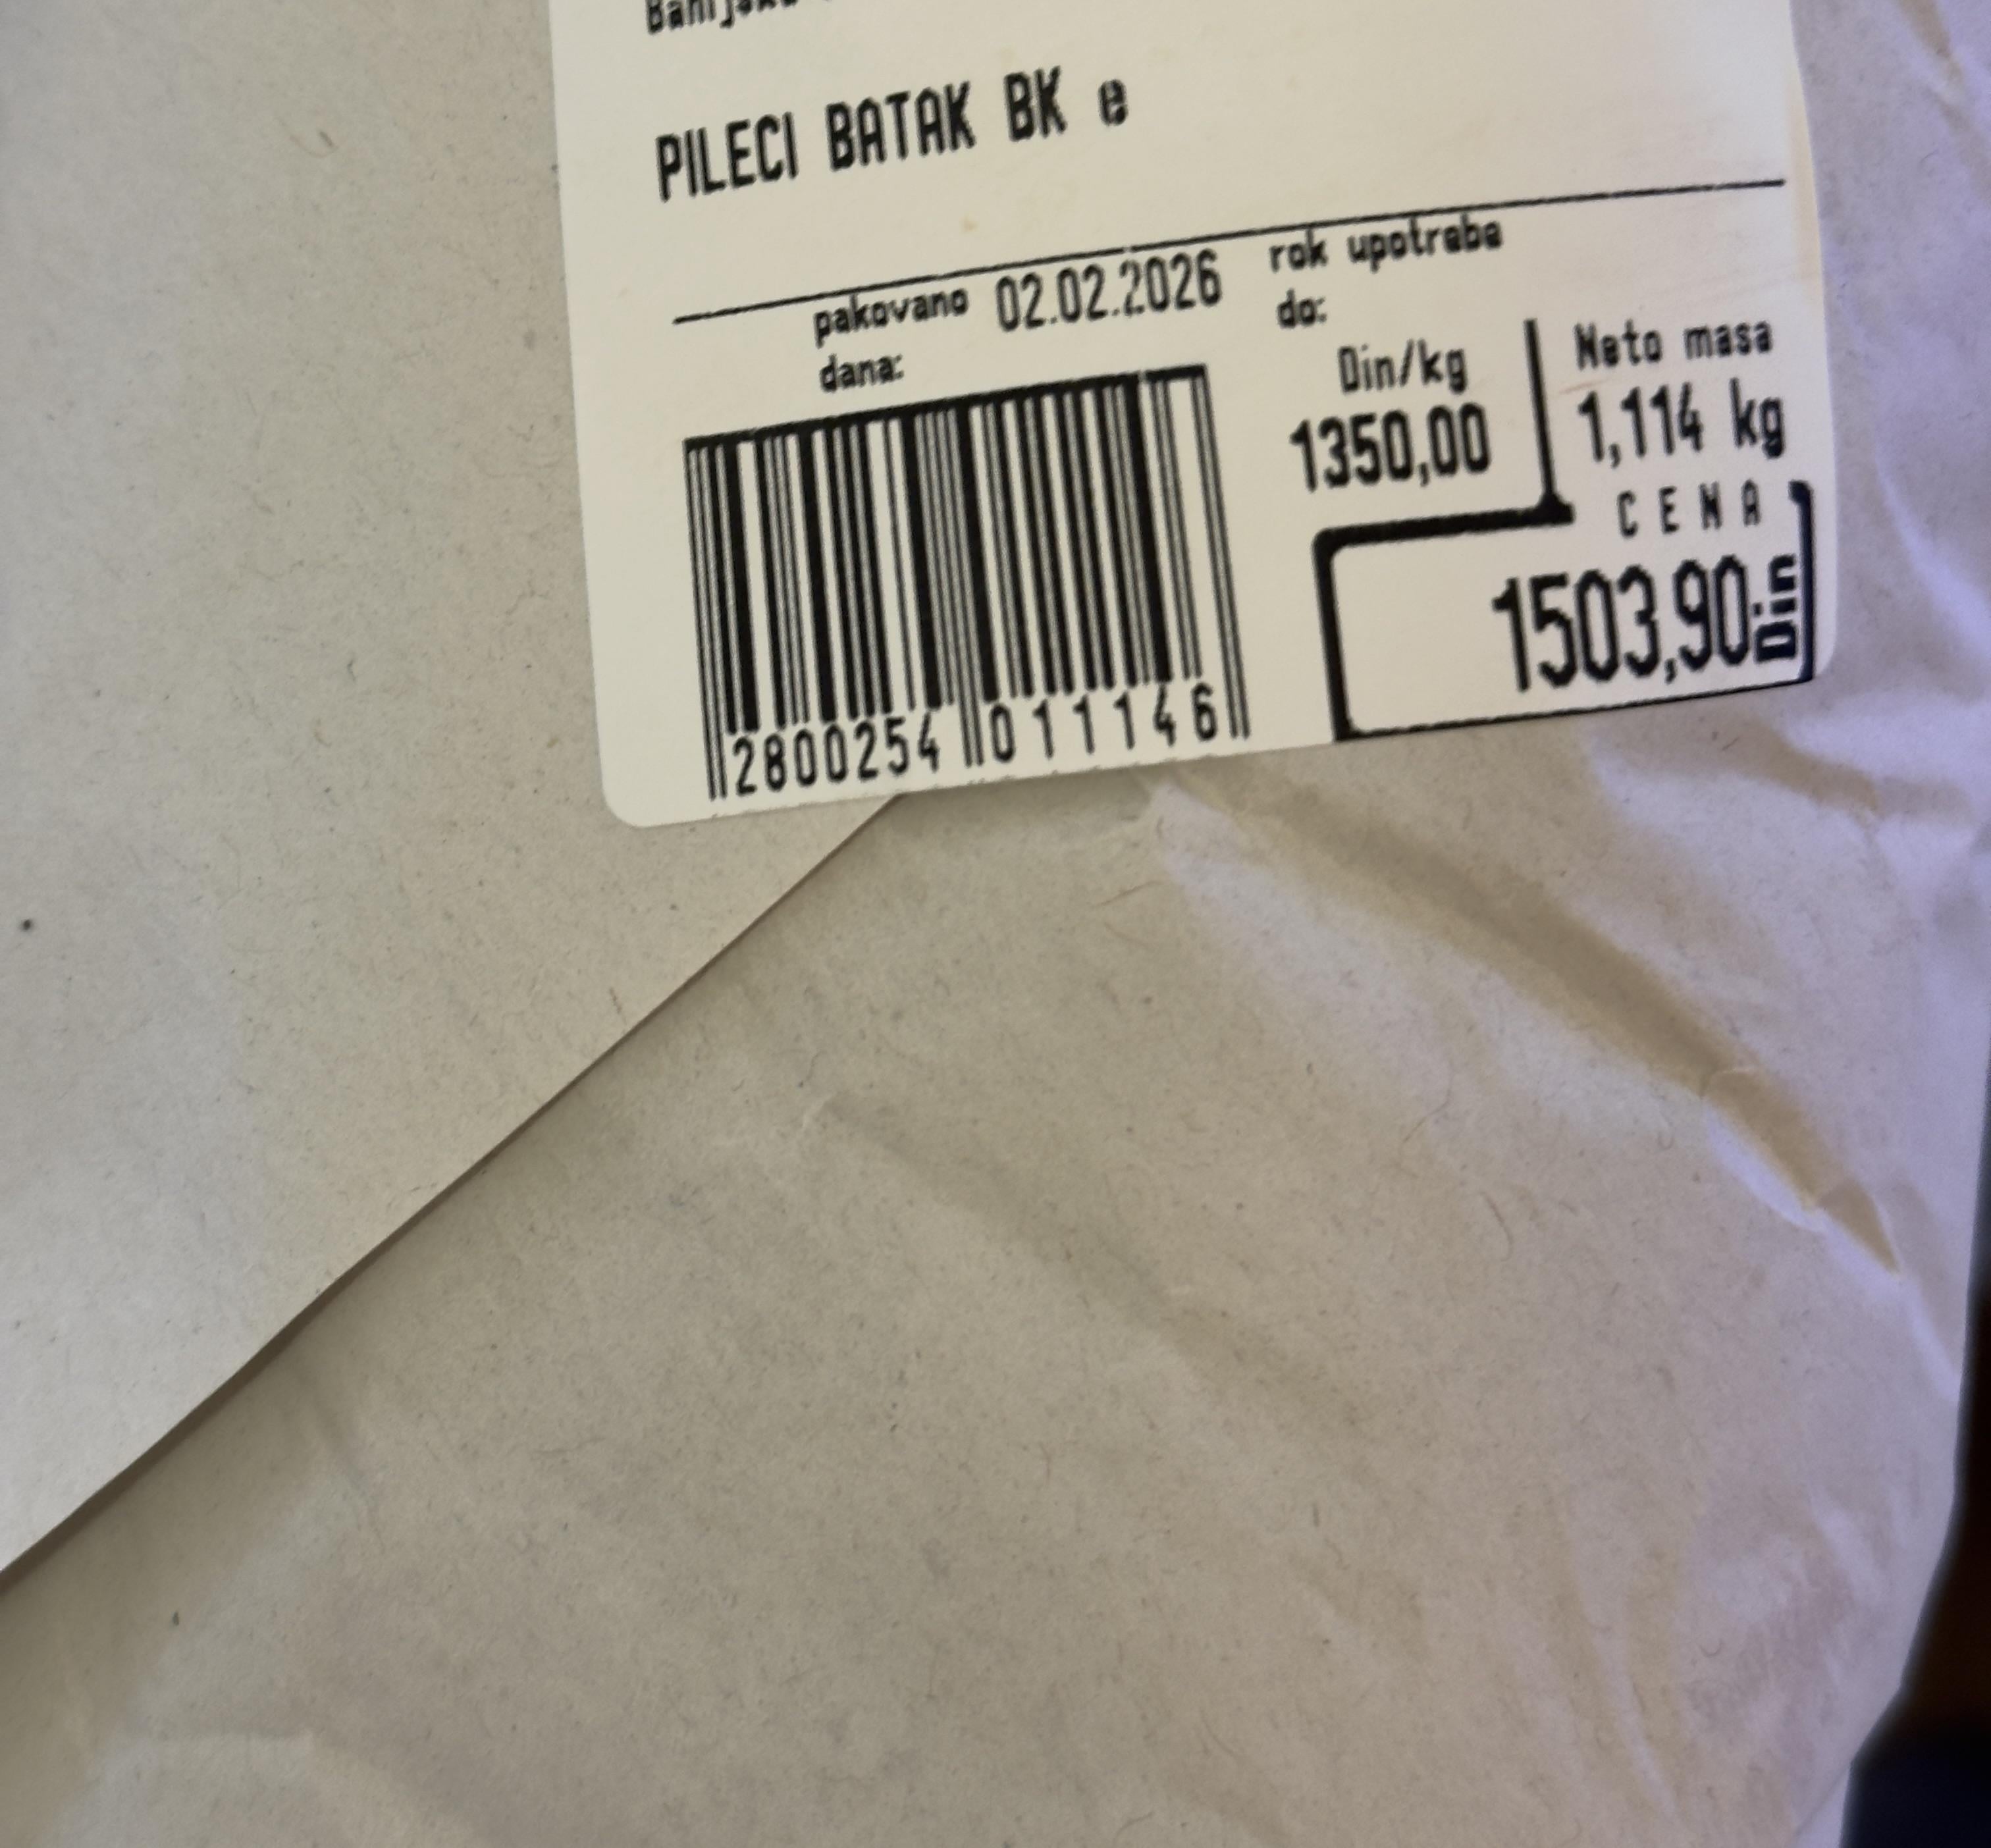 PILECI BATAK BK e
pakovano dana: 02.02.2026 rok upotrebe do:
Din/kg Neto masa
1350,00 1,114 kg
CENA
1503,90 Din
2800254 011146